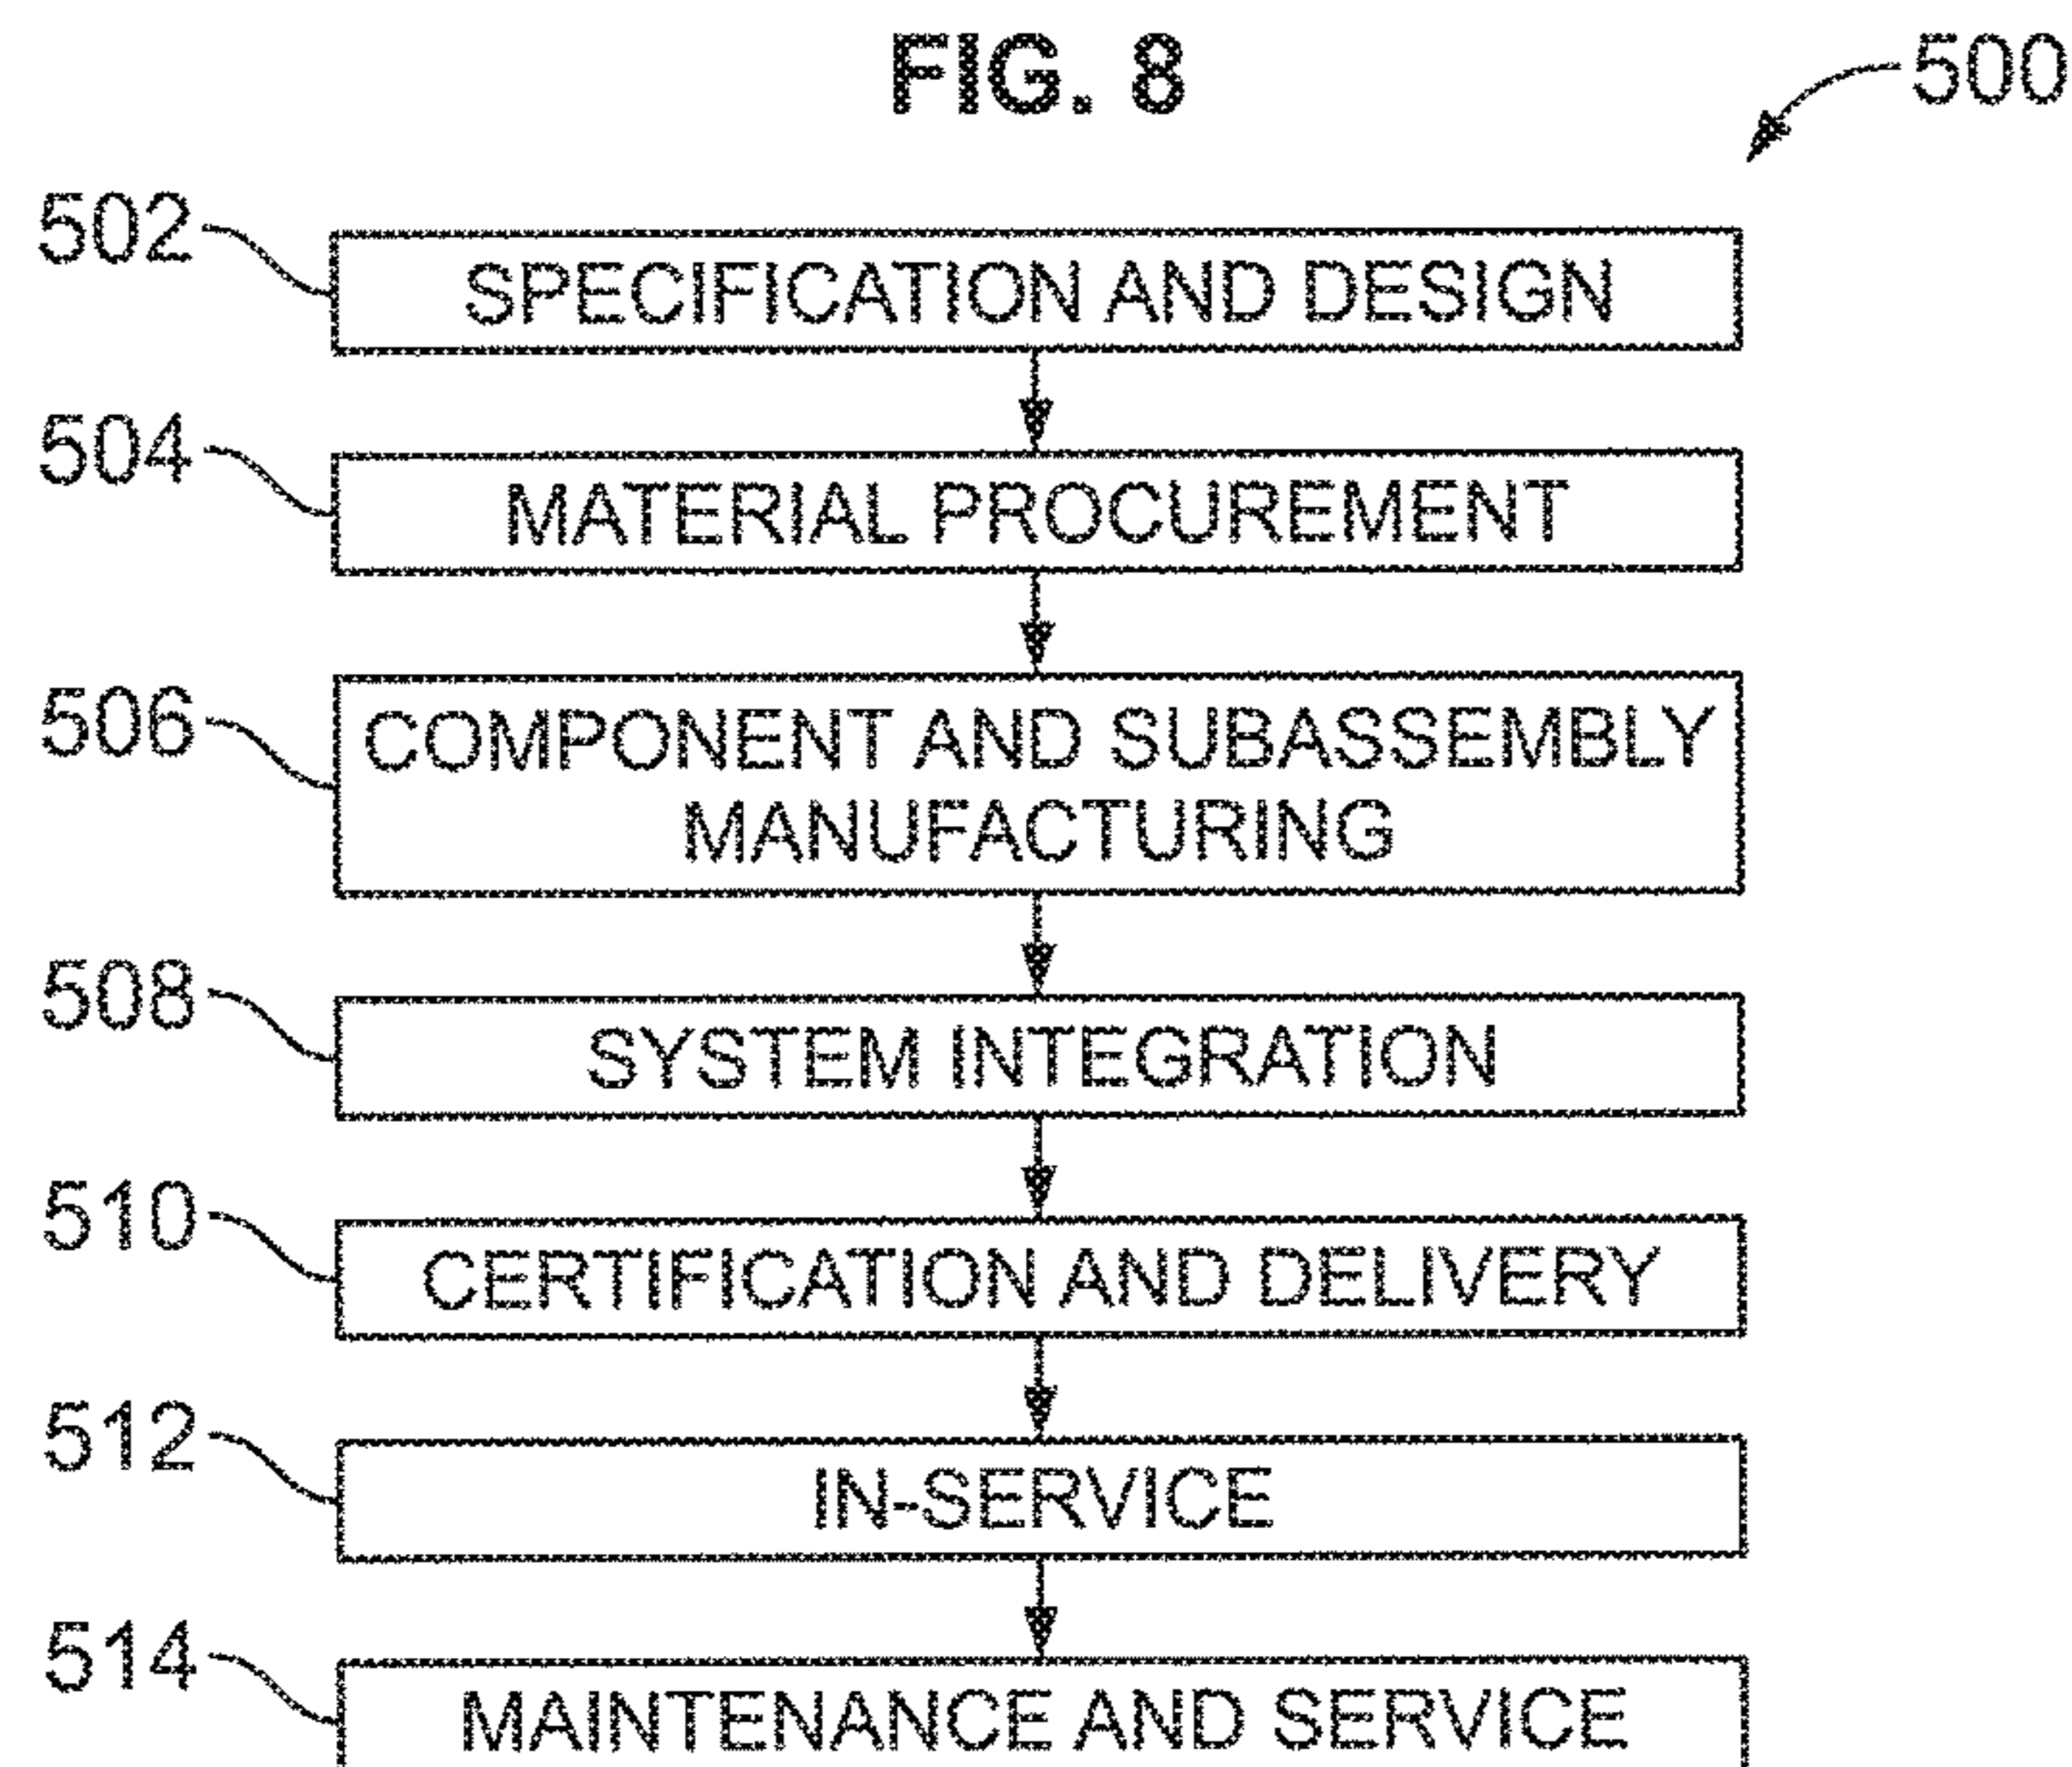 FIG. 8
500
502
SPECIFICATION AND DESIGN
504
MATERIAL PROCUREMENT
506
COMPONENT AND SUBASSEMBLY
MANUFACTURING
508
SYSTEM INTEGRATION
510
CERTIFICATION AND DELIVERY
512
IN-SERVICE
514
MAINTENANCE AND SERVICE